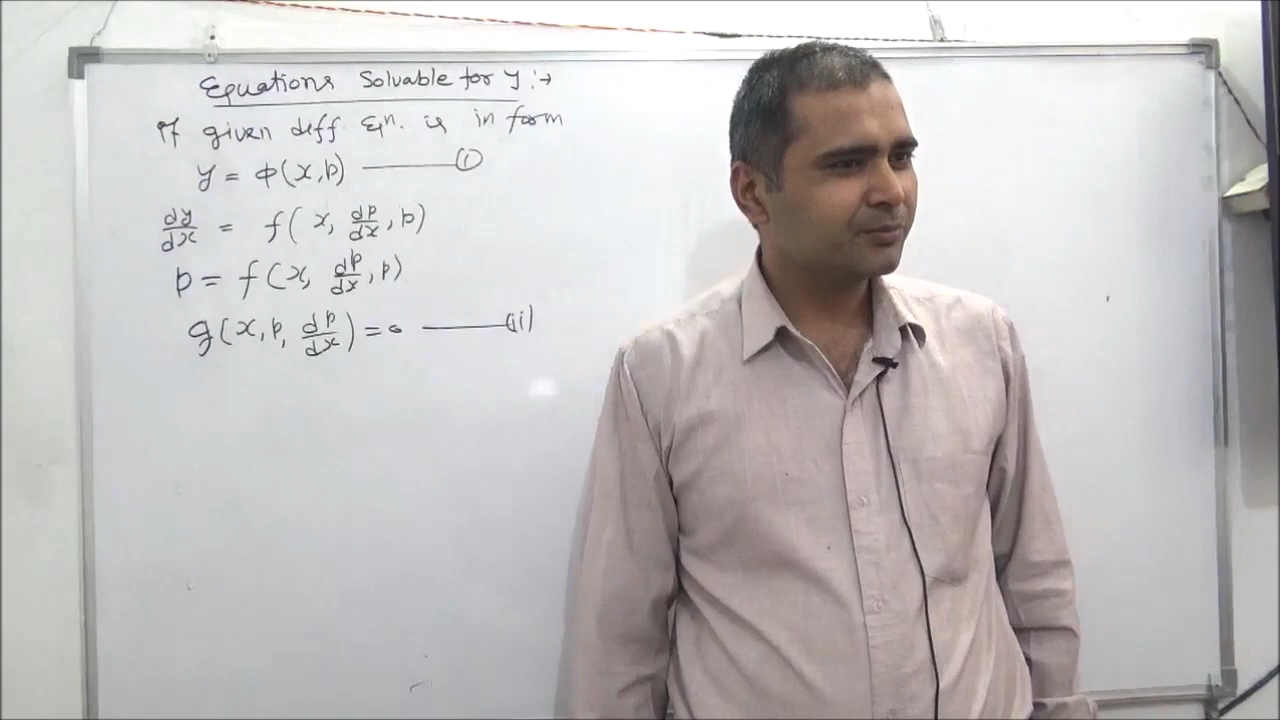 Equations Solvable for y :→
If given diff. Eqn. is in form
y = φ(x,p) ——— (i)
dy/dx = f( x, dp/dx, p)
p = f(x, dp/dx, p)
g(x,p, dp/dx) = 0 ——— (ii)